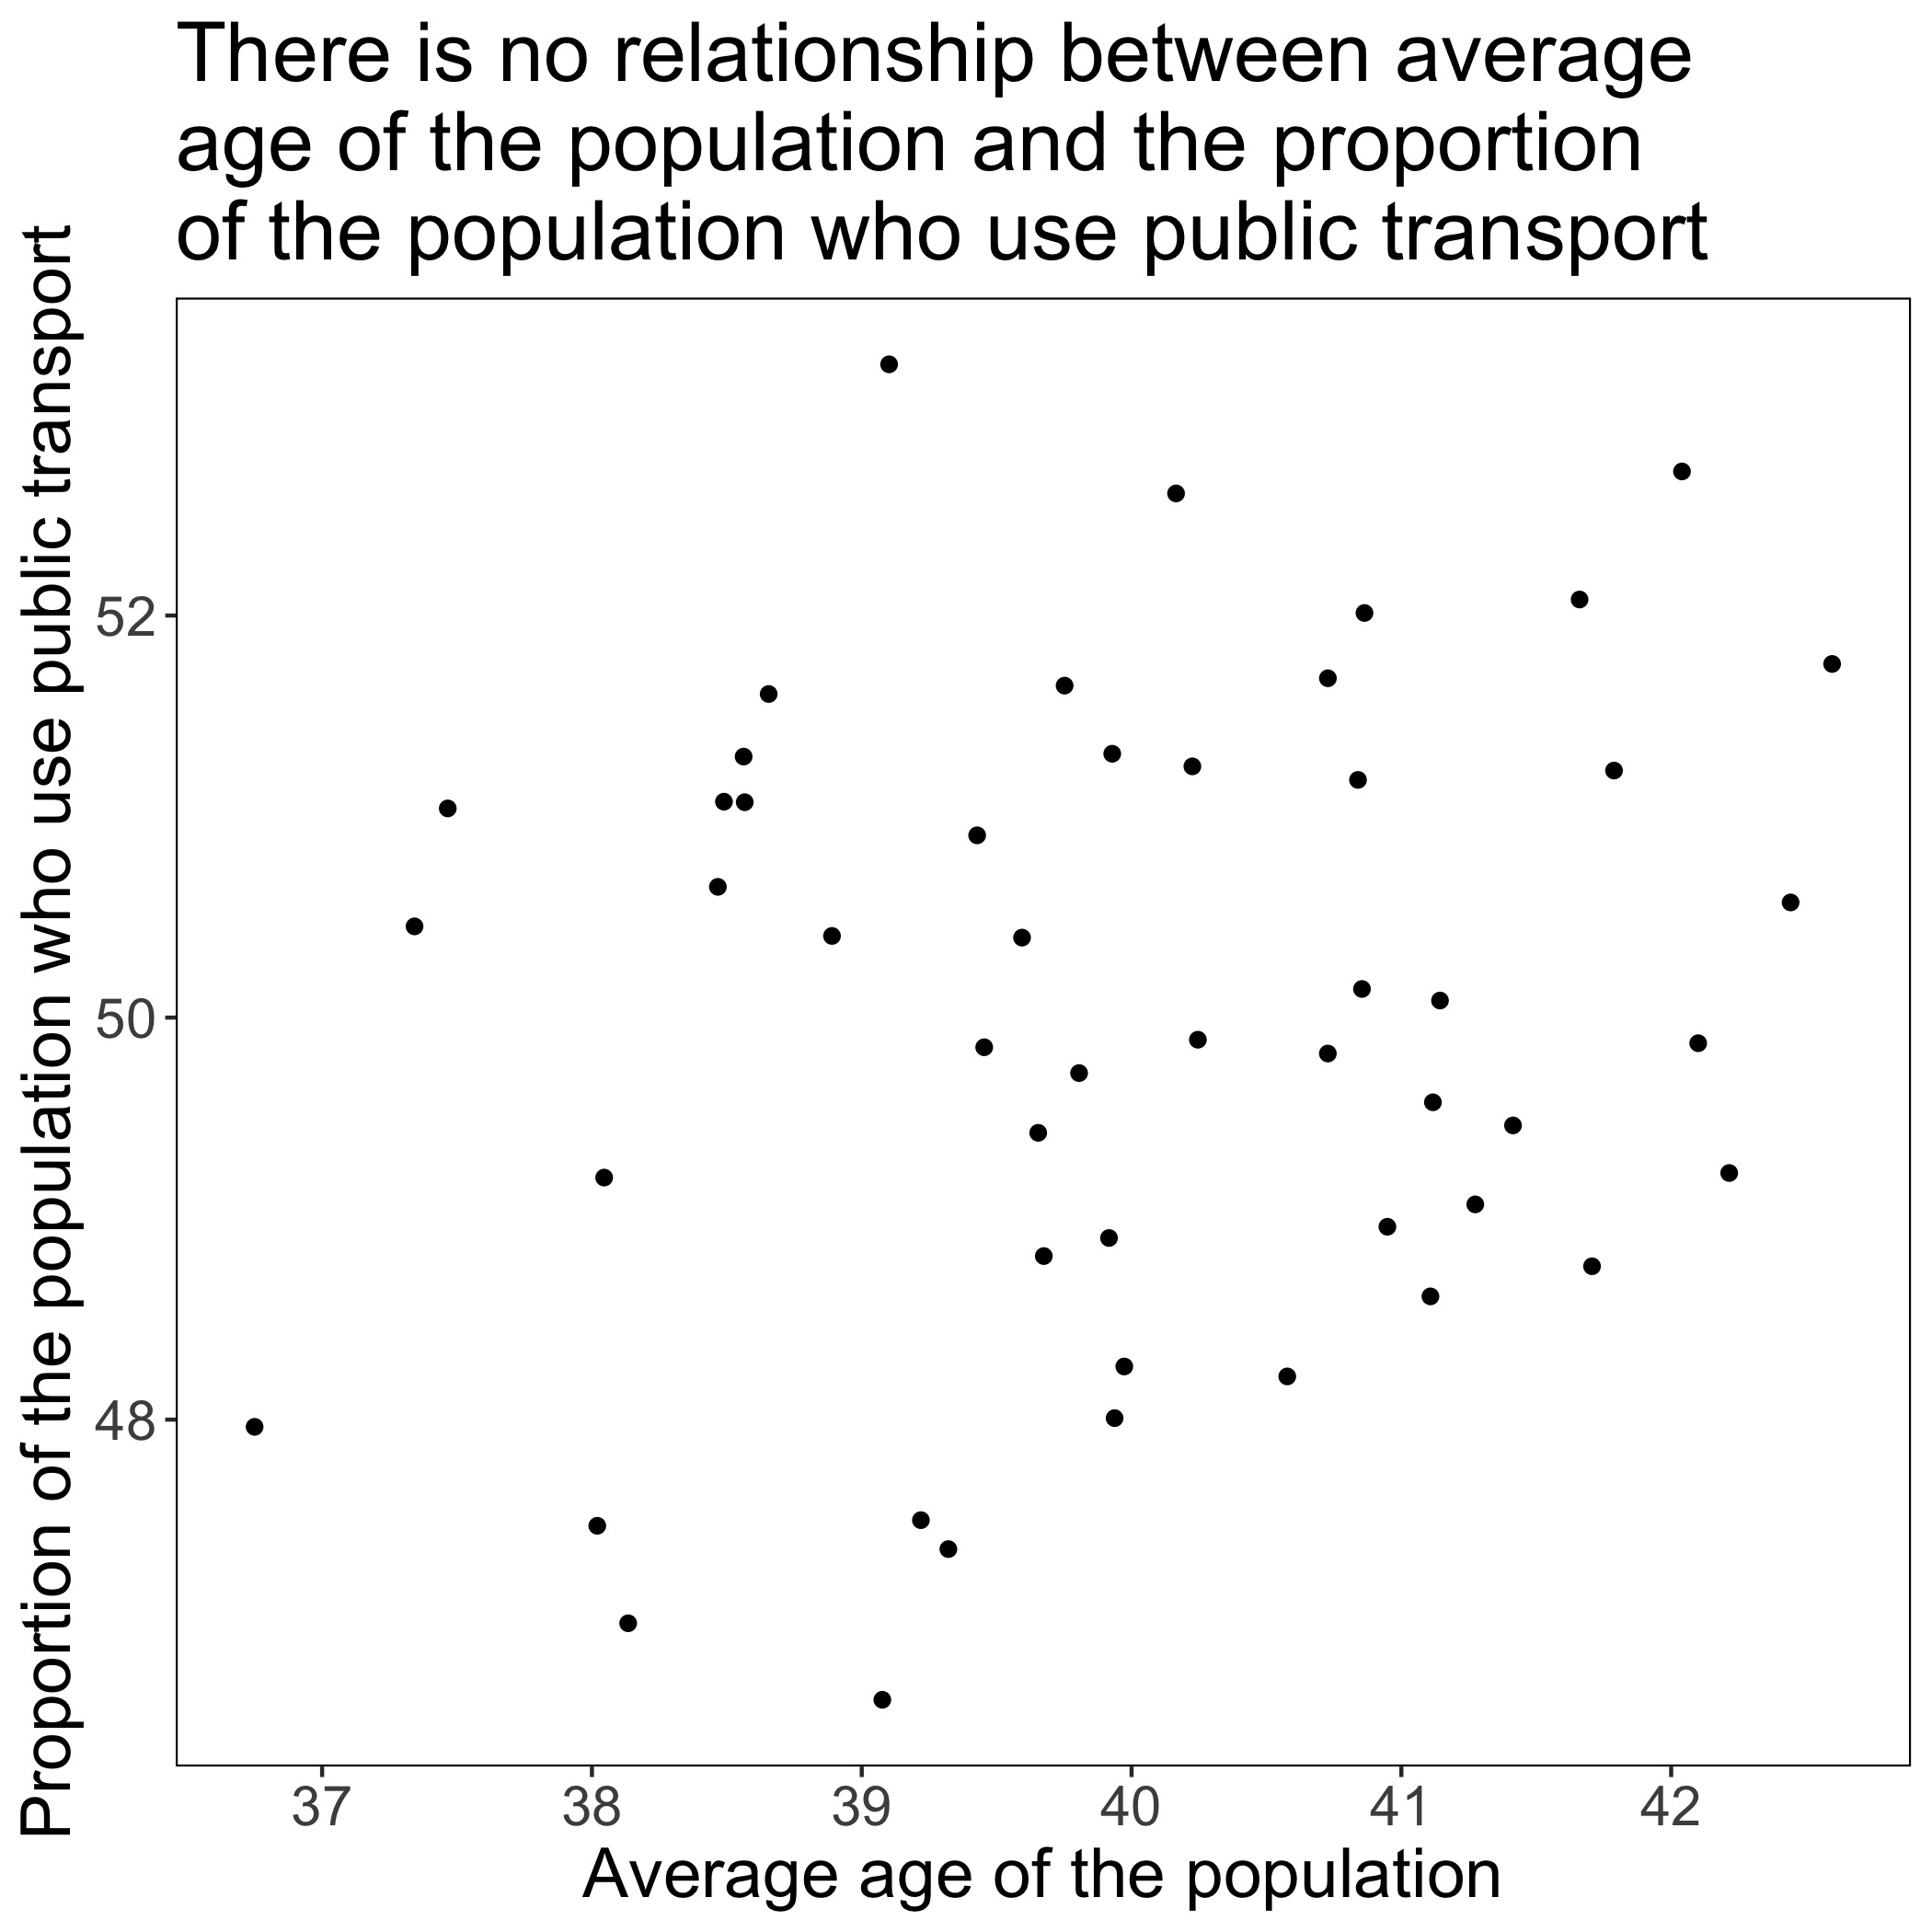 There is no relationship between average
age of the population and the proportion
of the population who use public transport
Proportion of the population who use public transport
52
50
48
37
38
39
40
41
42
Average age of the population